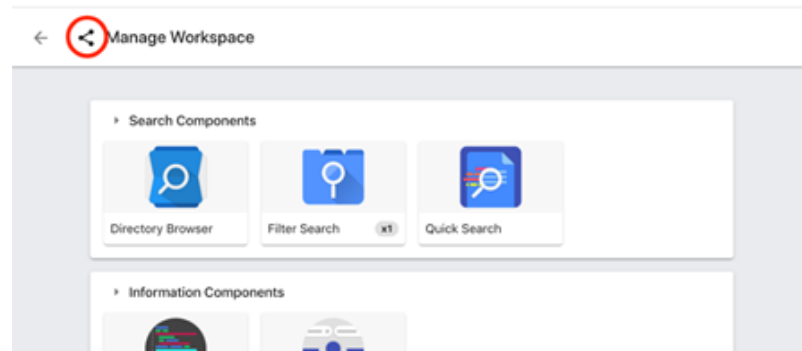 Manage Workspace
Search Components
Directory Browser
Filter Search x1
Quick Search
Information Components